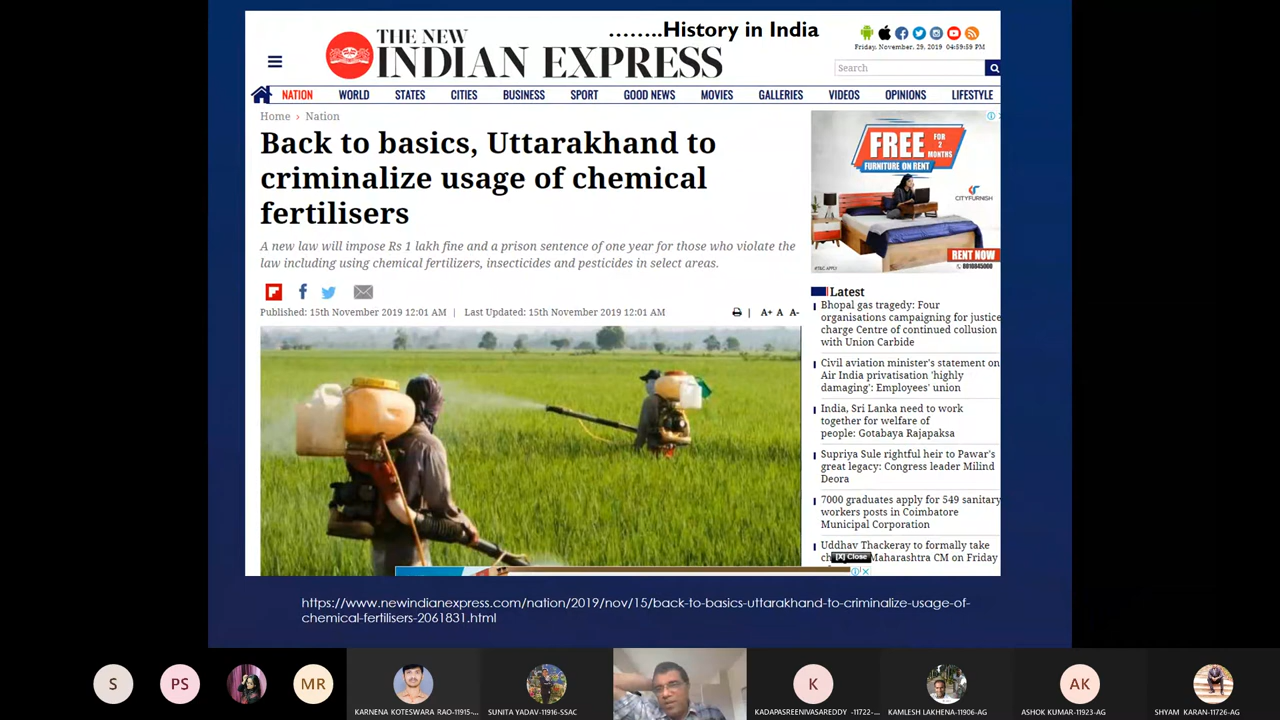 ........History in India
THE NEW
INDIAN EXPRESS
Friday, November, 29, 2019 04:59:59 PM
Search
NATION WORLD STATES CITIES BUSINESS SPORT GOOD NEWS MOVIES GALLERIES VIDEOS OPINIONS LIFESTYLE
Home › Nation
Back to basics, Uttarakhand to
criminalize usage of chemical
fertilisers
A new law will impose Rs 1 lakh fine and a prison sentence of one year for those who violate the
law including using chemical fertilizers, insecticides and pesticides in select areas.
Published: 15th November 2019 12:01 AM | Last Updated: 15th November 2019 12:01 AM
A+ A A-
FREE FOR
2
MONTHS
FURNITURE ON RENT
CITYFURNISH
RENT NOW
8010845000
Latest
Bhopal gas tragedy: Four
organisations campaigning for justice
charge Centre of continued collusion
with Union Carbide
Civil aviation minister's statement on
Air India privatisation 'highly
damaging': Employees' union
India, Sri Lanka need to work
together for welfare of
people: Gotabaya Rajapaksa
Supriya Sule rightful heir to Pawar's
great legacy: Congress leader Milind
Deora
7000 graduates apply for 549 sanitary
workers posts in Coimbatore
Municipal Corporation
Uddhav Thackeray to formally take
Maharashtra CM on Friday
[X] Close
https://www.newindianexpress.com/nation/2019/nov/15/back-to-basics-uttarakhand-to-criminalize-usage-of-
chemical-fertilisers-2061831.html
S PS MR K AK
KARNENA KOTESWARA RAO-11915-... SUNITA YADAV-11916-SSAC KADAPASREENIVASAREDDY -11722-... KAMLESH LAKHENA-11906-AG ASHOK KUMAR-11923-AG SHYAM KARAN-11726-AG